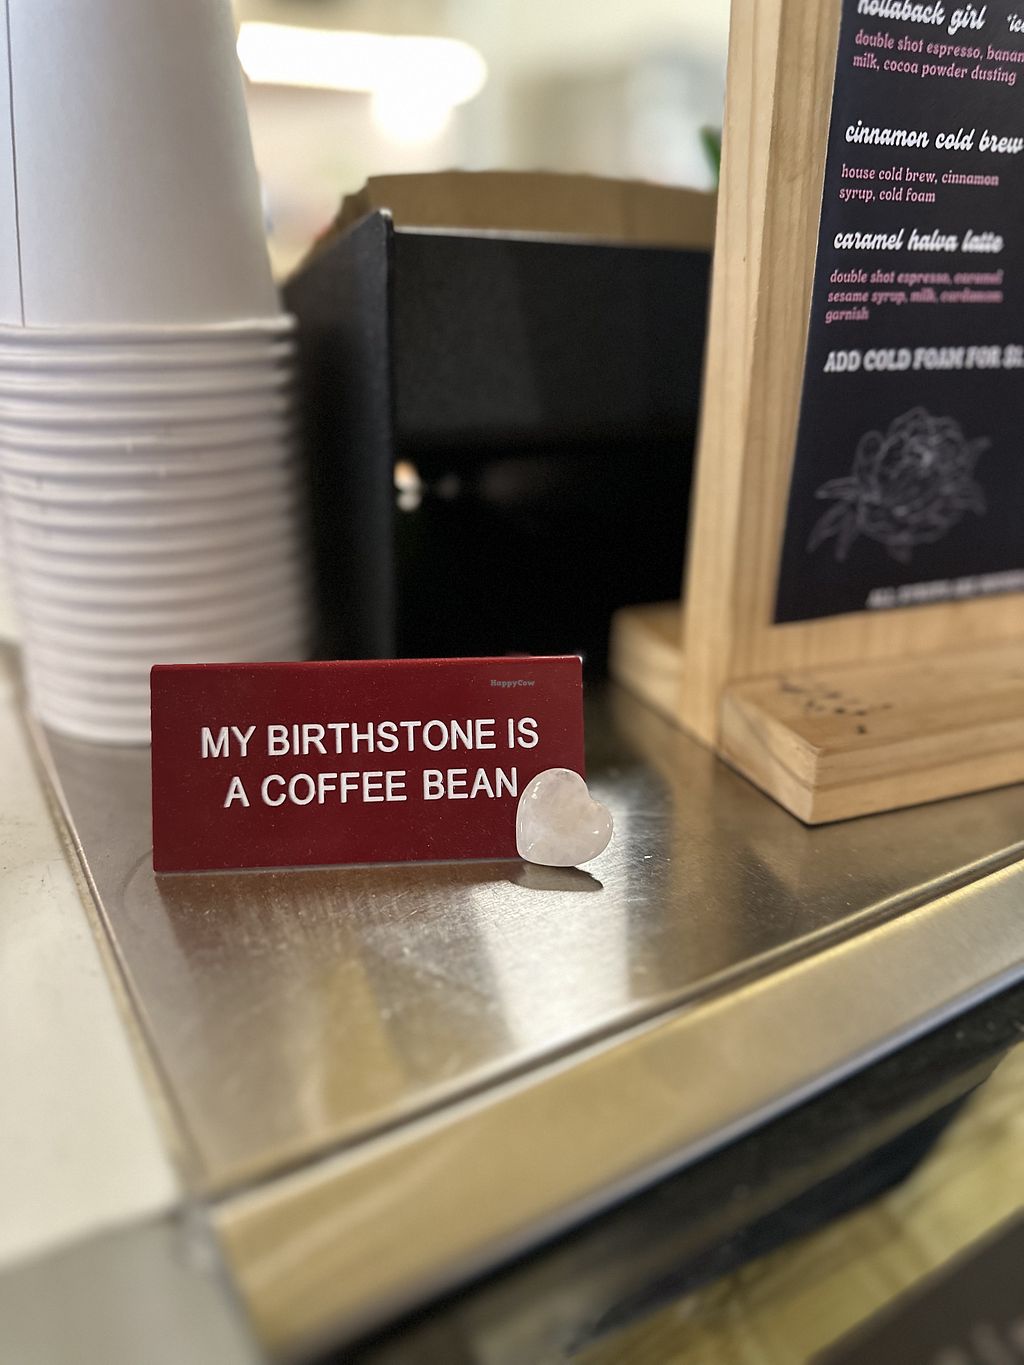 hollaback girl
double shot espresso, banan
milk, cocoa powder dusting
cinnamon cold brew
house cold brew, cinnamon
syrup, cold foam
caramel halva latte
double shot espresso, caramel
sesame syrup, milk, cardamom
garnish
ADD COLD FOAM FOR $1
HappyCow
MY BIRTHSTONE IS
A COFFEE BEAN